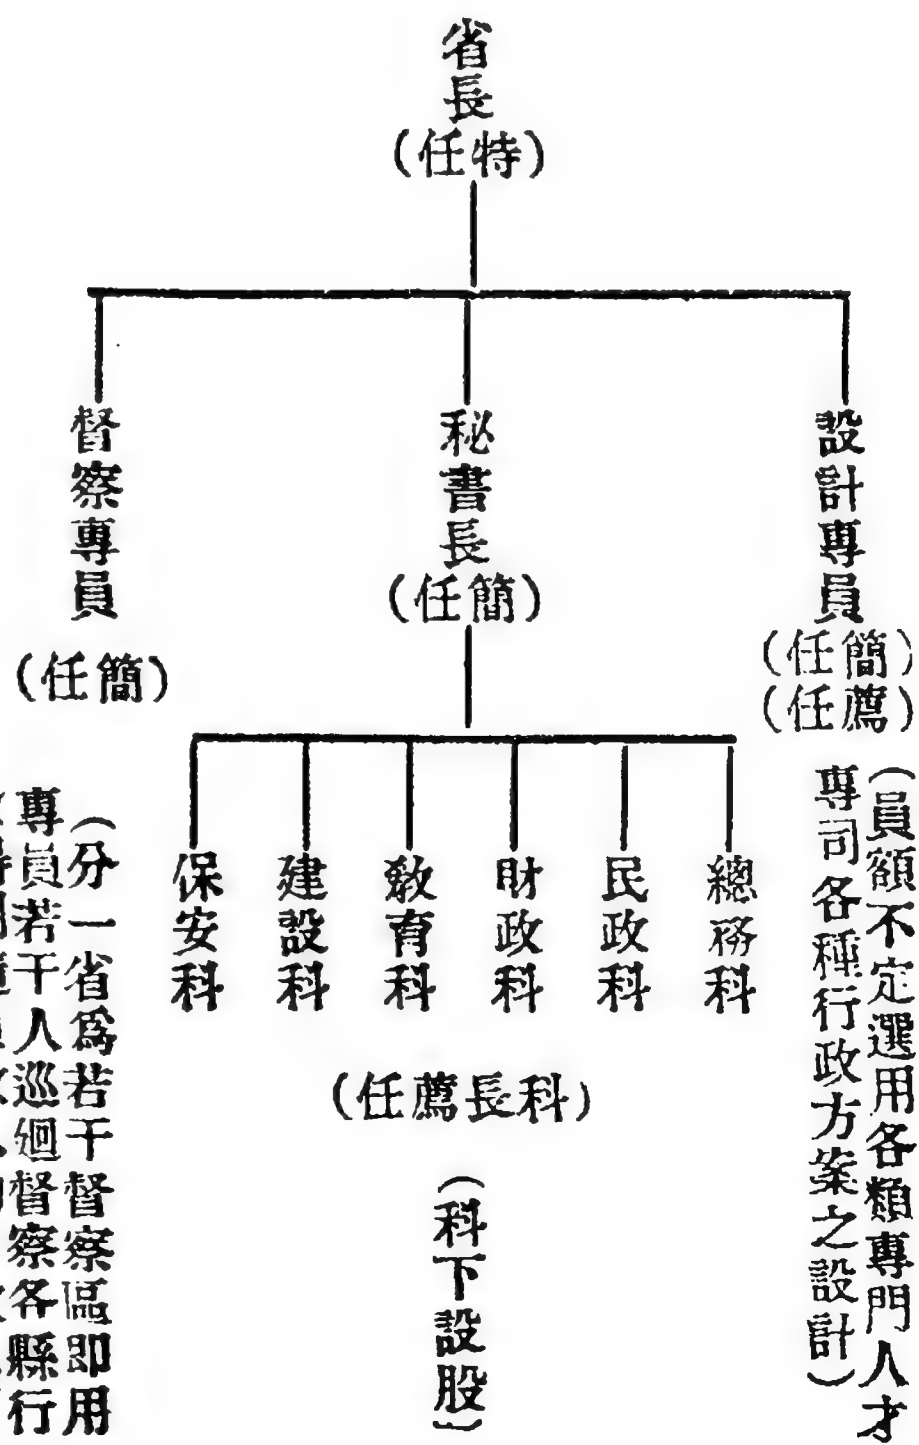 省長
(特任)
設計專員
(簡任)
(薦任)
(員額不定選用各類專門人才
專司各種行政方案之設計)
秘書長
(簡任)
總務科
民政科
財政科
敎育科
建設科
保安科
(科長薦任)
(科下設股)
督察專員
(簡任)
(分一省爲若干督察區卽用
專員若干人巡廻督察各縣行